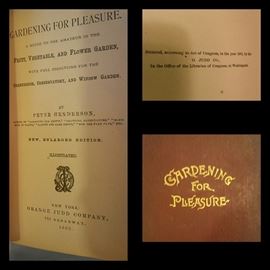 GARDENING FOR PLEASURE.
A GUIDE TO THE AMATEUR IN THE
FRUIT, VEGETABLE, AND FLOWER GARDEN,
WITH FULL DIRECTIONS FOR THE
GREENHOUSE, CONSERVATORY, AND WINDOW GARDEN.
BY
PETER HENDERSON,
NEW, ENLARGED EDITION.
ILLUSTRATED.
NEW YORK:
ORANGE JUDD COMPANY,
BROADWAY.
Entered, according to Act of Congress, in the year
O. JUDD CO.,
In the Office of the Librarian of Congress, at Washington.
GARDENING
FOR
PLEASURE